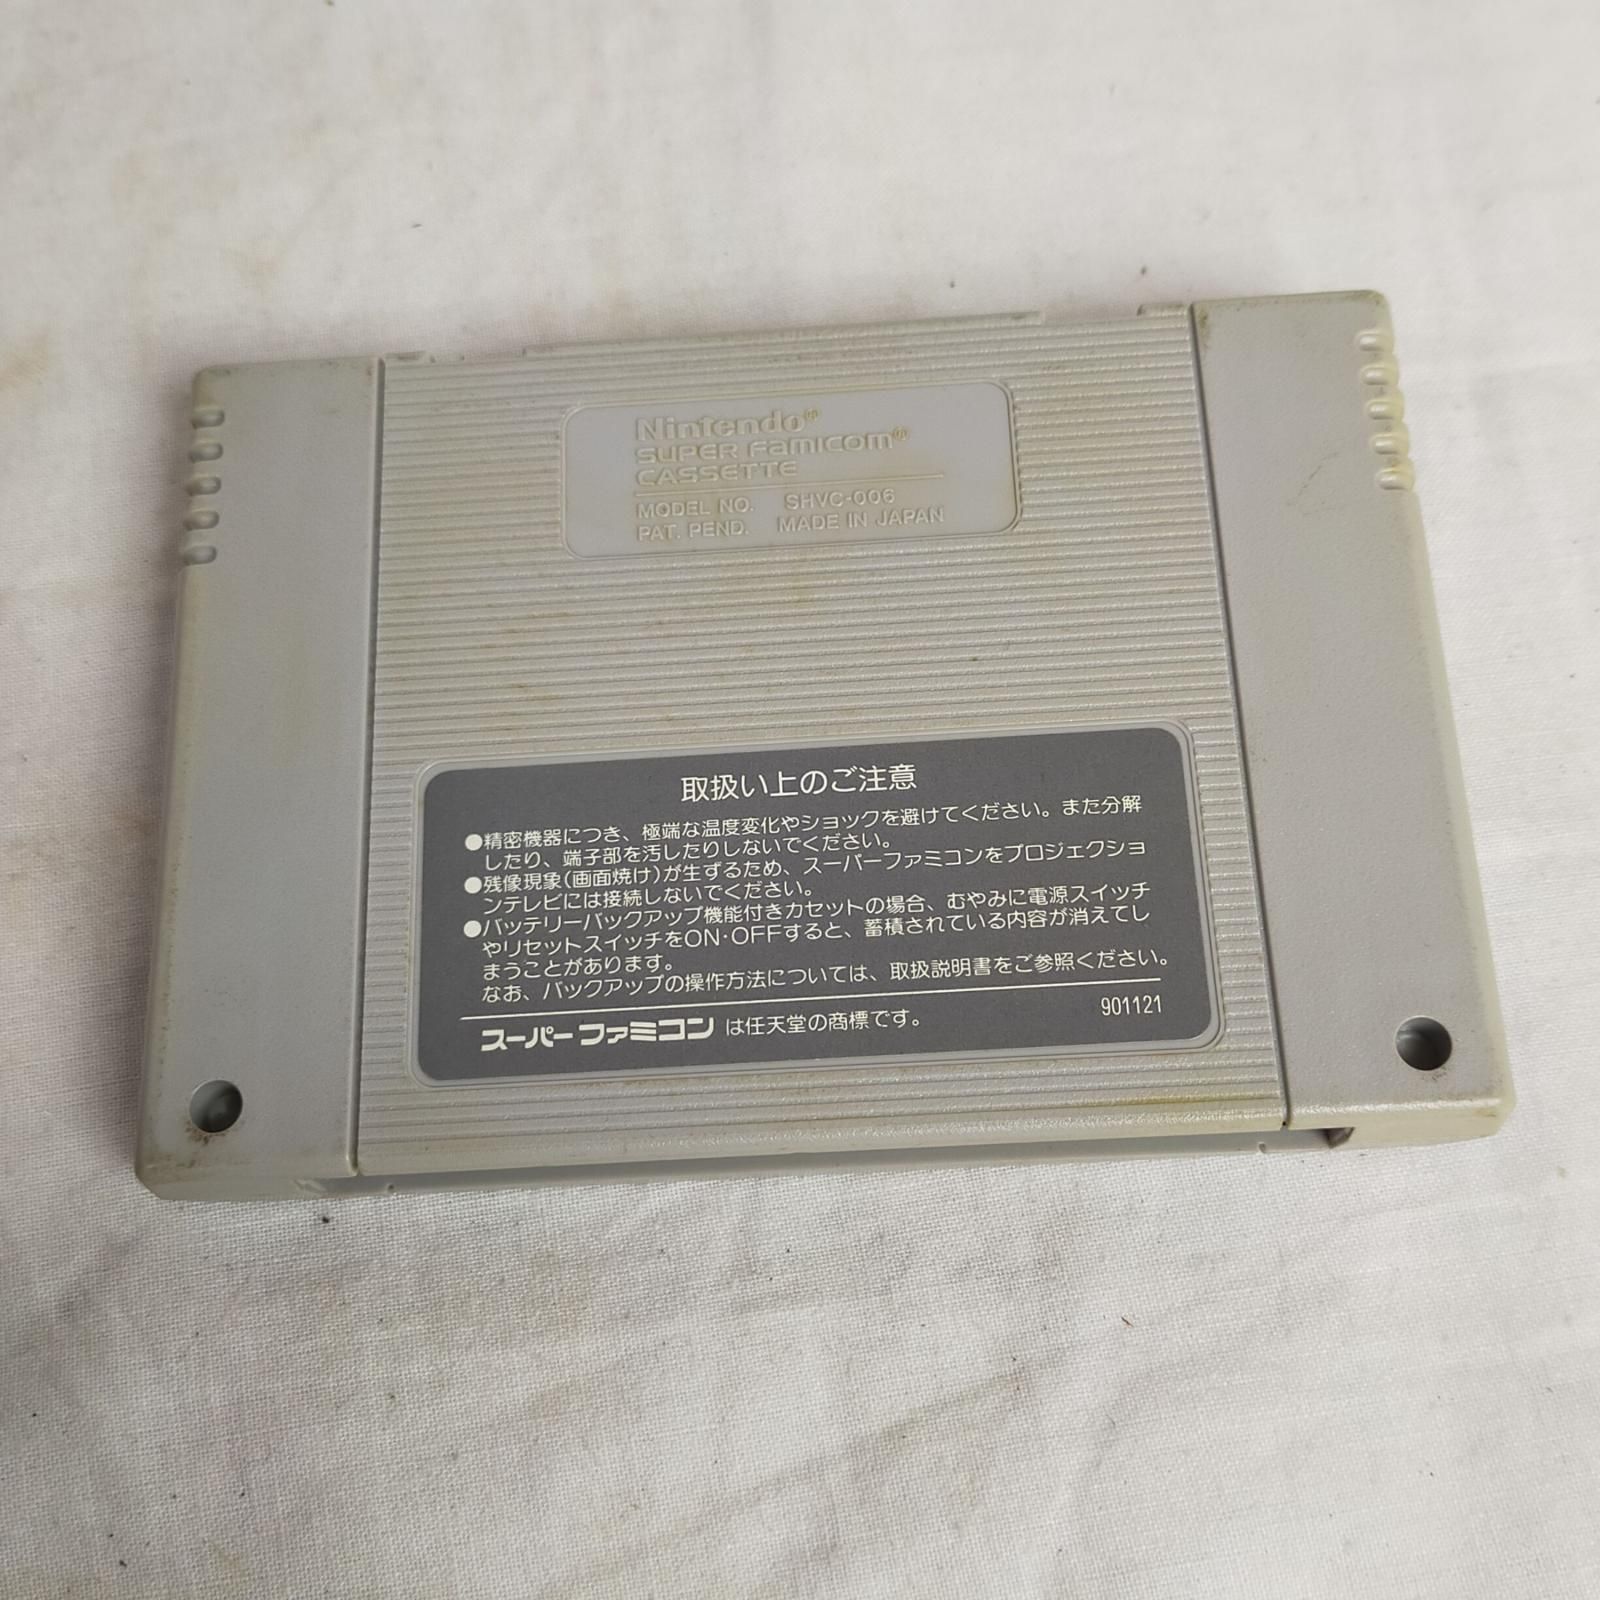 Nintendo®
SUPER Famicom®
CASSETTE
MODEL NO. SHVC-006
PAT. PEND. MADE IN JAPAN
取扱い上のご注意
●精密機器につき、極端な温度変化やショックを避けてください。また分解
したり、端子部を汚したりしないでください。
●残像現象(画面焼け)が生ずるため、スーパーファミコンをプロジェクショ
ンテレビには接続しないでください。
●バッテリーバックアップ機能付きカセットの場合、むやみに電源スイッチ
やリセットスイッチをON・OFFすると、蓄積されている内容が消えてし
まうことがあります。
なお、バックアップの操作方法については、取扱説明書をご参照ください。
スーパーファミコン は任天堂の商標です。
901121